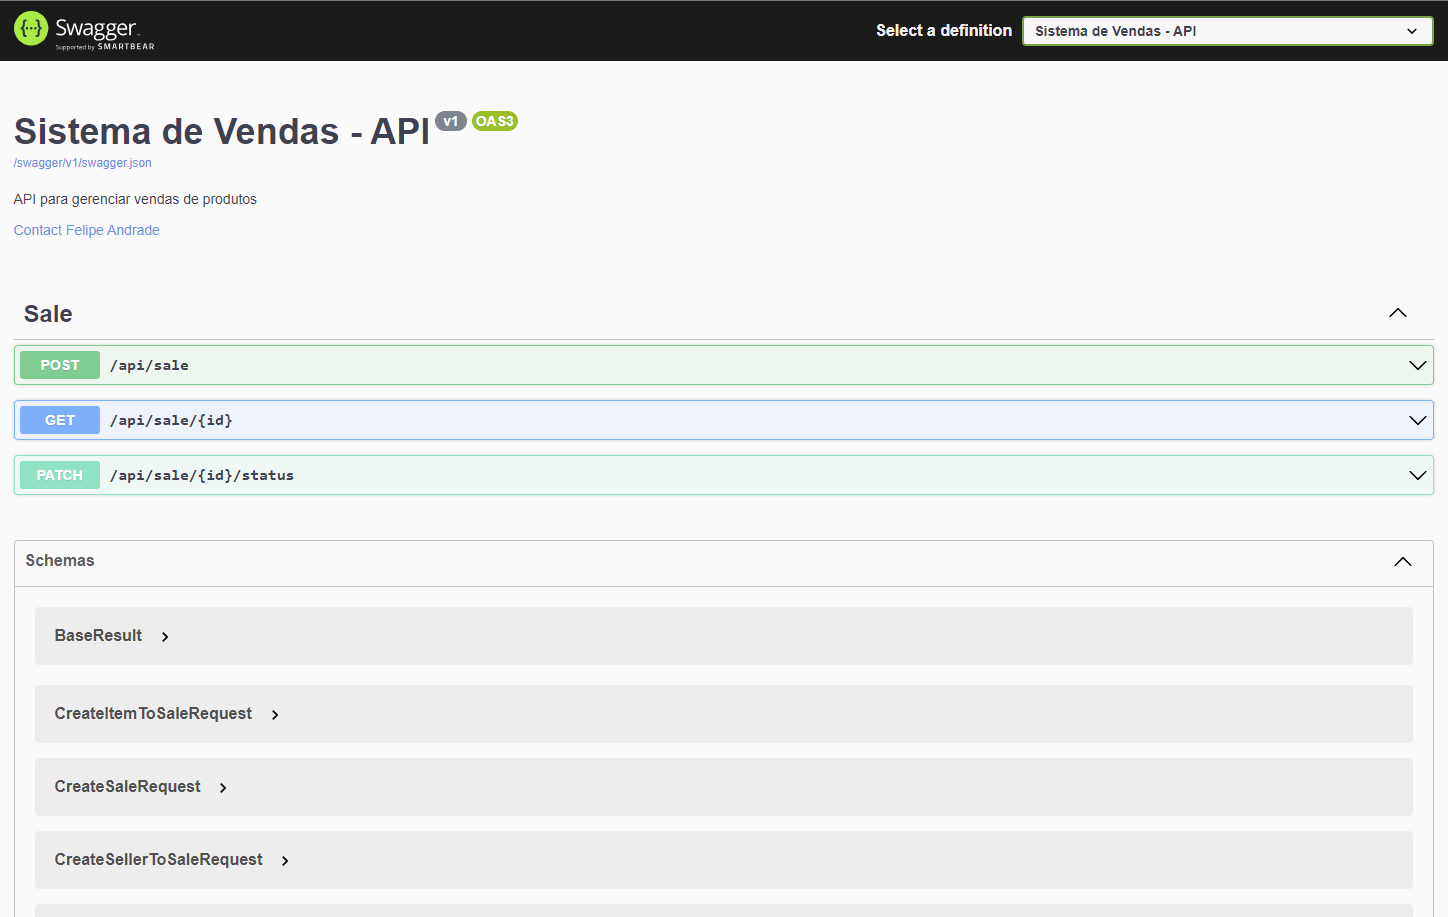 {···} Swagger.
Supported by SMARTBEAR
Select a definition
Sistema de Vendas - API
Sistema de Vendas - API v1 OAS3
/swagger/v1/swagger.json
API para gerenciar vendas de produtos
Contact Felipe Andrade
Sale
POST /api/sale
GET /api/sale/{id}
PATCH /api/sale/{id}/status
Schemas
BaseResult
CreateItemToSaleRequest
CreateSaleRequest
CreateSellerToSaleRequest